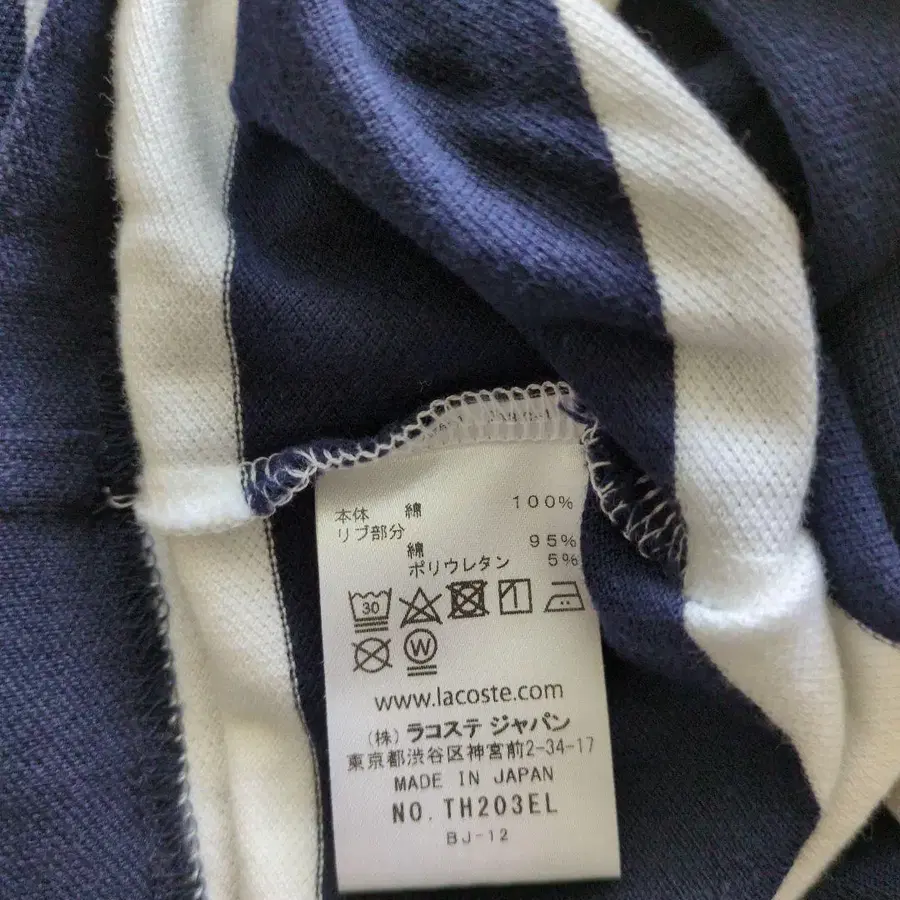 本体 綿 100%
リブ部分
綿 95%
ポリウレタン 5%
30
W
www.lacoste.com
(株) ラコステ ジャパン
東京都渋谷区神宮前2-34-17
MADE IN JAPAN
NO. TH203EL
BJ-12